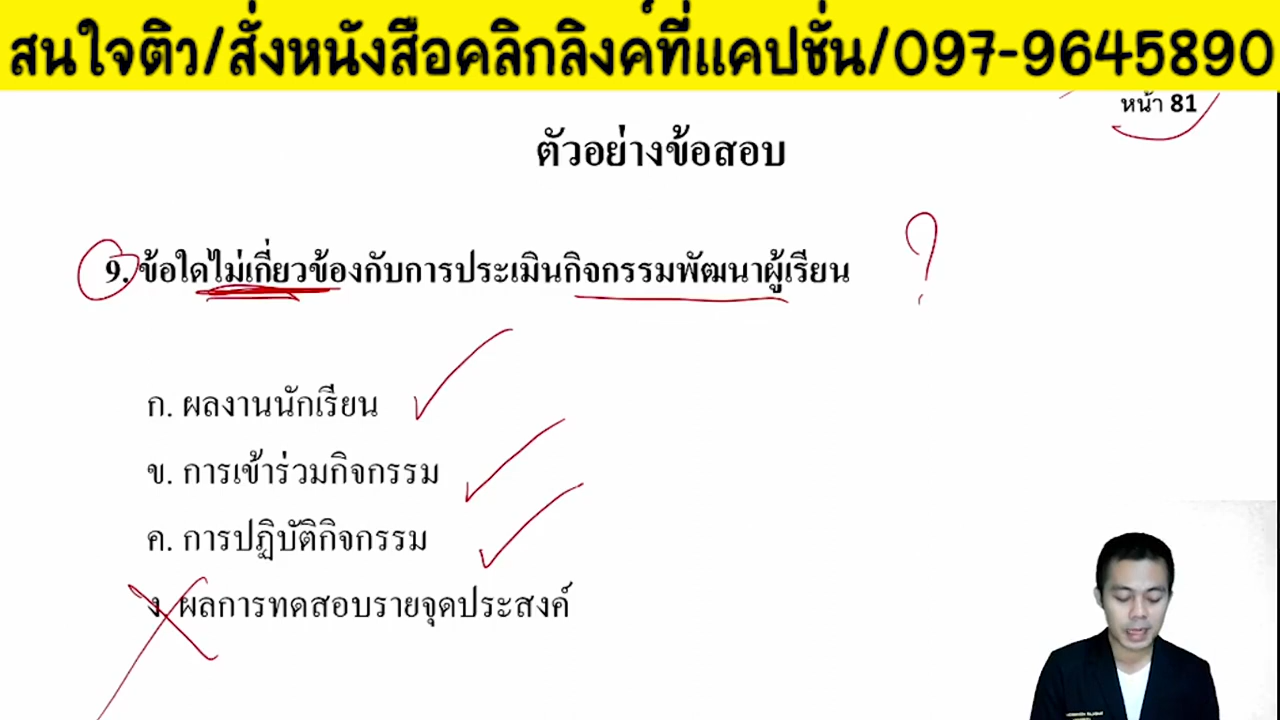 สนใจติว/สั่งหนังสือคลิกลิงค์ที่แคปชั่น/097-9645890
หน้า 81
ตัวอย่างข้อสอบ
9. ข้อใดไม่เกี่ยวข้องกับการประเมินกิจกรรมพัฒนาผู้เรียน ?
ก. ผลงานนักเรียน
ข. การเข้าร่วมกิจกรรม
ค. การปฏิบัติกิจกรรม
ง. ผลการทดสอบรายจุดประสงค์